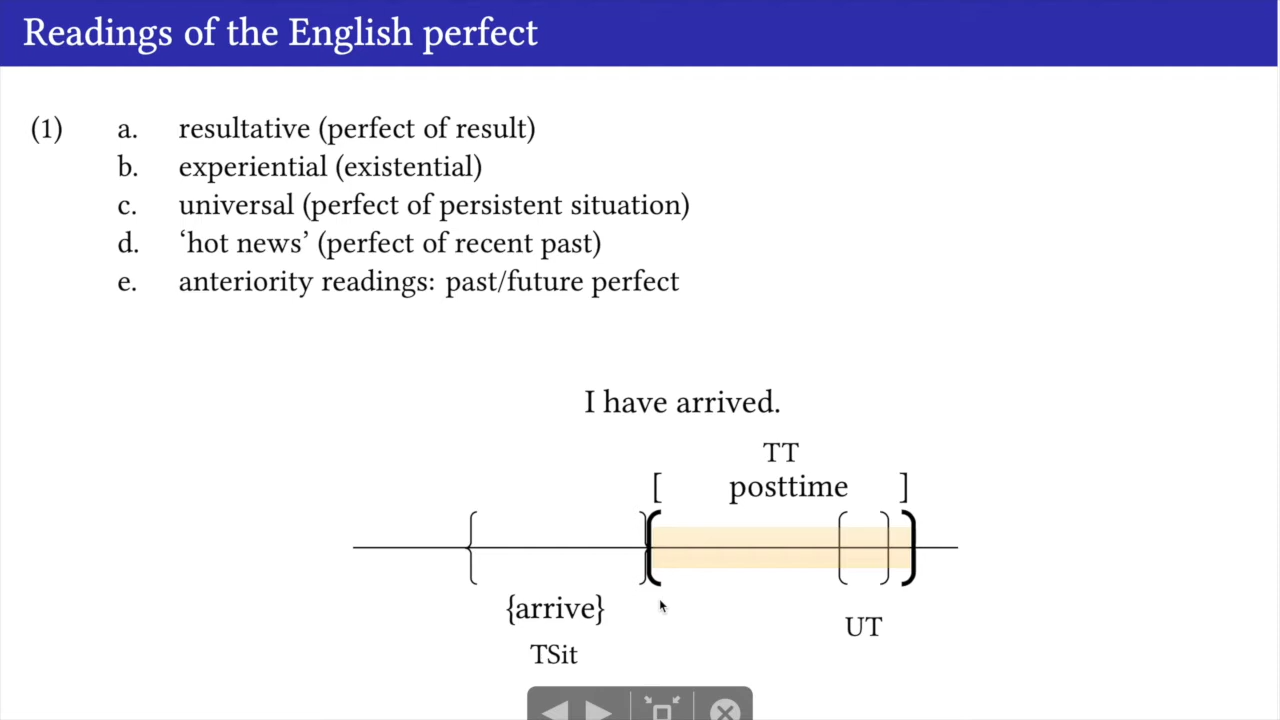 Readings of the English perfect
(1) a. resultative (perfect of result)
b. experiential (existential)
c. universal (perfect of persistent situation)
d. ‘hot news’ (perfect of recent past)
e. anteriority readings: past/future perfect
I have arrived.
TT
[ posttime ]
{arrive}
UT
TSit